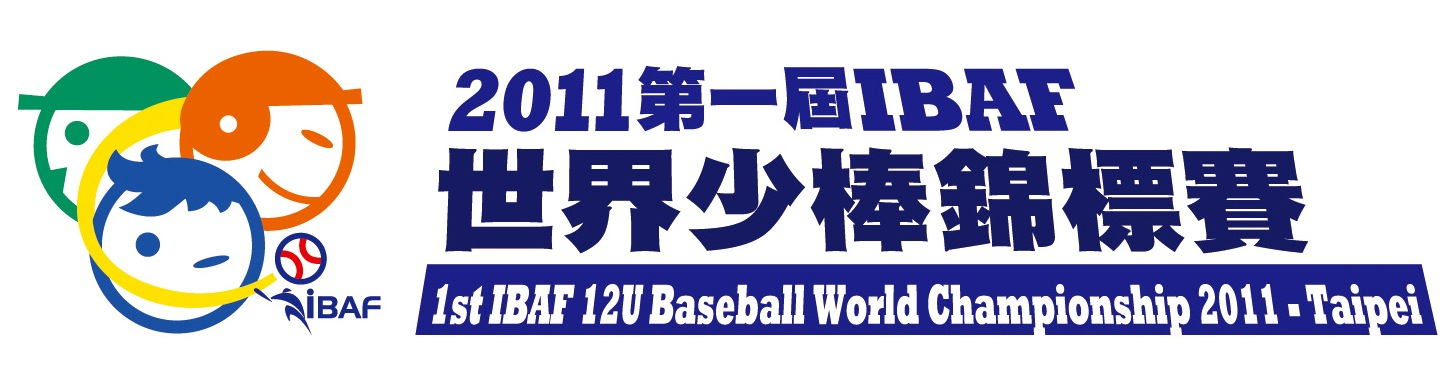 2011第一屆IBAF
世界少棒錦標賽
1st IBAF 12U Baseball World Championship 2011 - Taipei
iBAF